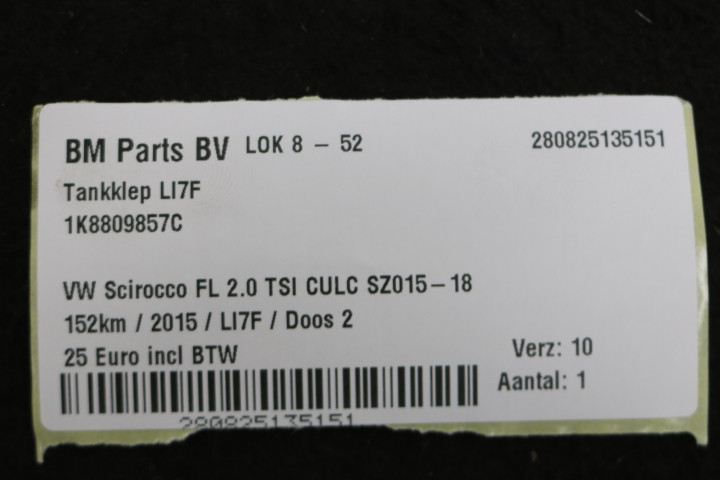 BM Parts BV LOK 8 - 52 280825135151
Tankklep LI7F
1K8809857C
VW Scirocco FL 2.0 TSI CULC SZ015-18
152km / 2015 / LI7F / Doos 2
25 Euro incl BTW Verz: 10
Aantal: 1
280825135151